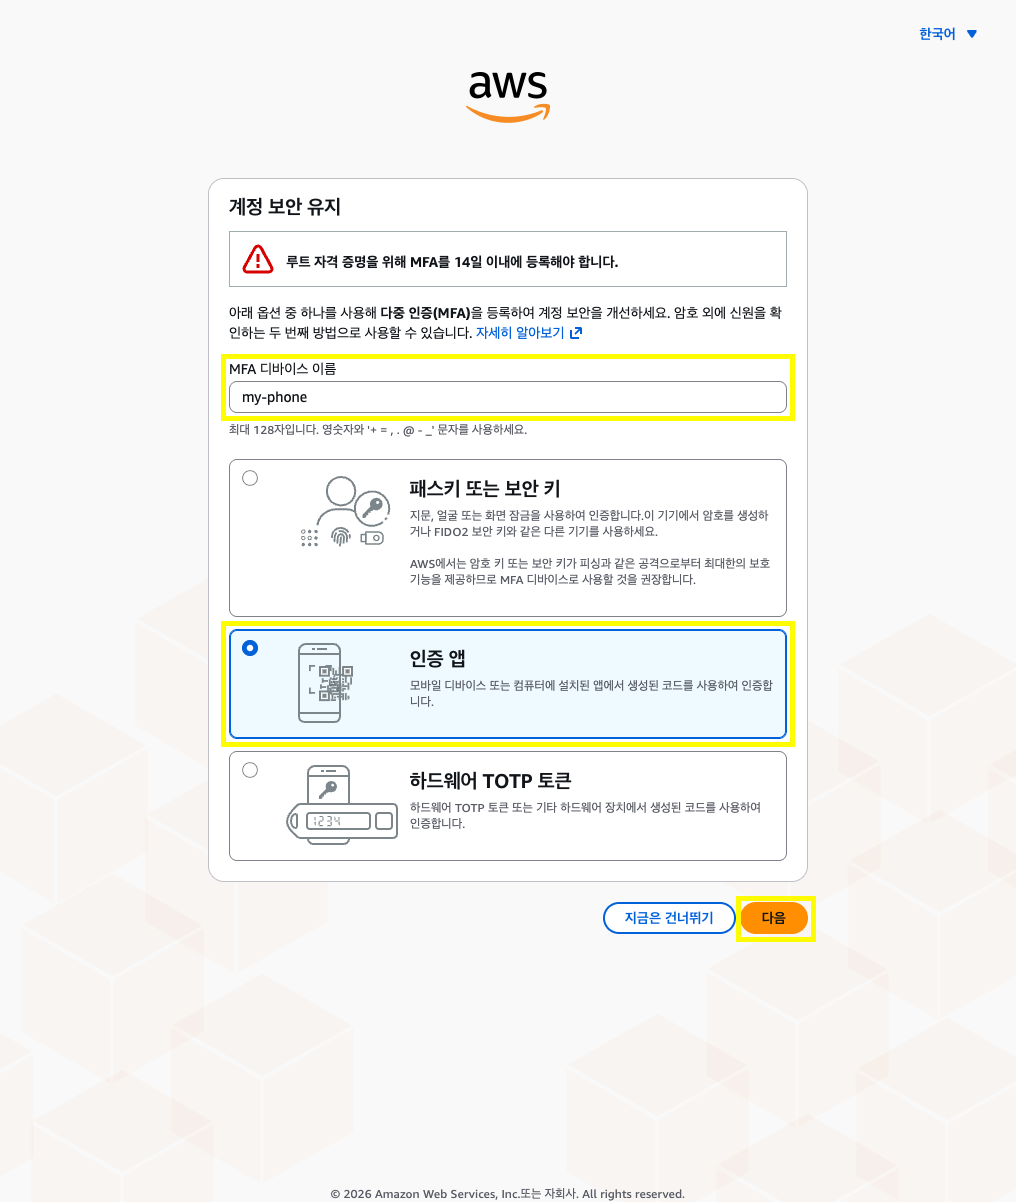 한국어
aws
계정 보안 유지
루트 자격 증명을 위해 MFA를 14일 이내에 등록해야 합니다.
아래 옵션 중 하나를 사용해 다중 인증(MFA)을 등록하여 계정 보안을 개선하세요. 암호 외에 신원을 확
인하는 두 번째 방법으로 사용할 수 있습니다. 자세히 알아보기
MFA 디바이스 이름
my-phone
최대 128자입니다. 영숫자와 '+ = , . @ - _' 문자를 사용하세요.
패스키 또는 보안 키
지문, 얼굴 또는 화면 잠금을 사용하여 인증합니다.이 기기에서 암호를 생성하
거나 FIDO2 보안 키와 같은 다른 기기를 사용하세요.
AWS에서는 암호 키 또는 보안 키가 피싱과 같은 공격으로부터 최대한의 보호
기능을 제공하므로 MFA 디바이스로 사용할 것을 권장합니다.
인증 앱
모바일 디바이스 또는 컴퓨터에 설치된 앱에서 생성된 코드를 사용하여 인증합
니다.
하드웨어 TOTP 토큰
하드웨어 TOTP 토큰 또는 기타 하드웨어 장치에서 생성된 코드를 사용하여
인증합니다.
1234
지금은 건너뛰기
다음
© 2026 Amazon Web Services, Inc.또는 자회사. All rights reserved.